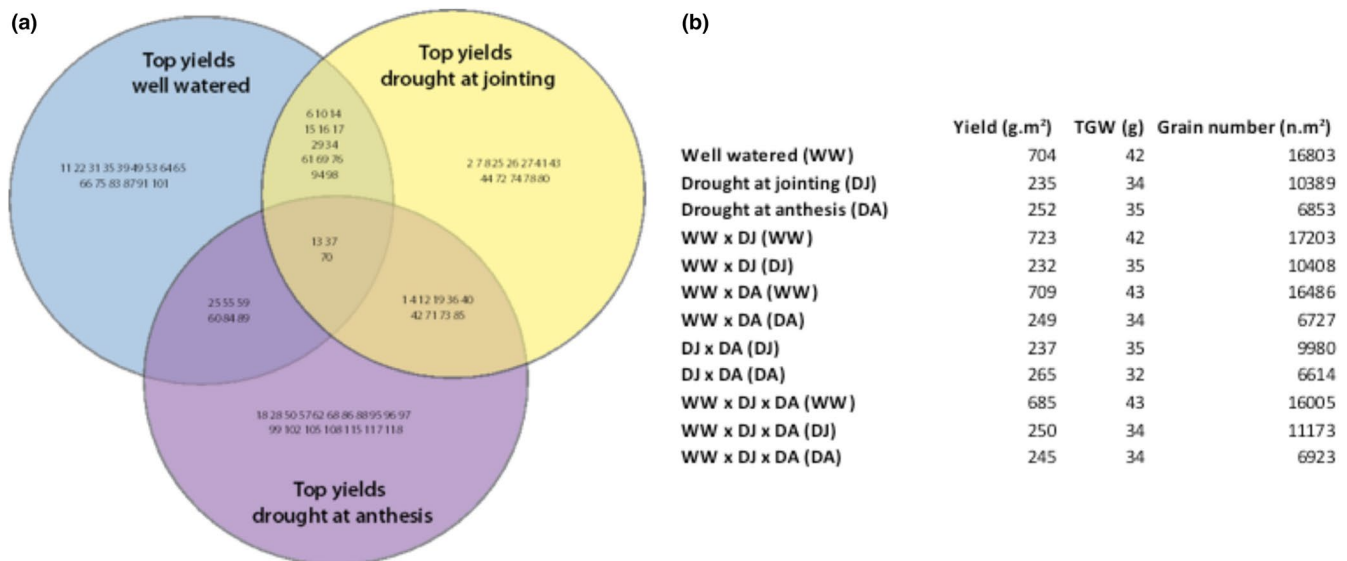 (a)
Top yields
well watered
Top yields
drought at jointing
6 10 14
15 16 17
29 34
61 69 76
94 98
11 22 31 35 39 49 53 64 65
66 75 83 87 91 101
2 7 8 25 26 27 41 43
44 72 74 78 80
13 37
70
25 55 59
60 84 89
1 4 12 19 36 40
42 71 73 85
18 28 50 57 62 68 86 88 95 96 97
99 102 105 108 115 117 118
Top yields
drought at anthesis
(b)
Yield (g.m²) TGW (g) Grain number (n.m²)
Well watered (WW) 704 42 16803
Drought at jointing (DJ) 235 34 10389
Drought at anthesis (DA) 252 35 6853
WW x DJ (WW) 723 42 17203
WW x DJ (DJ) 232 35 10408
WW x DA (WW) 709 43 16486
WW x DA (DA) 249 34 6727
DJ x DA (DJ) 237 35 9980
DJ x DA (DA) 265 32 6614
WW x DJ x DA (WW) 685 43 16005
WW x DJ x DA (DJ) 250 34 11173
WW x DJ x DA (DA) 245 34 6923